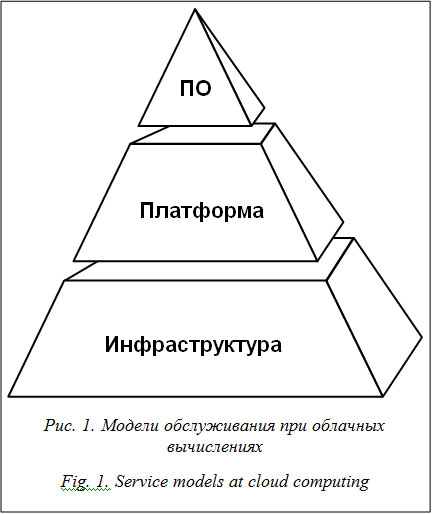 ПО
Платформа
Инфраструктура
Рис. 1. Модели обслуживания при облачных
вычислениях
Fig. 1. Service models at cloud computing